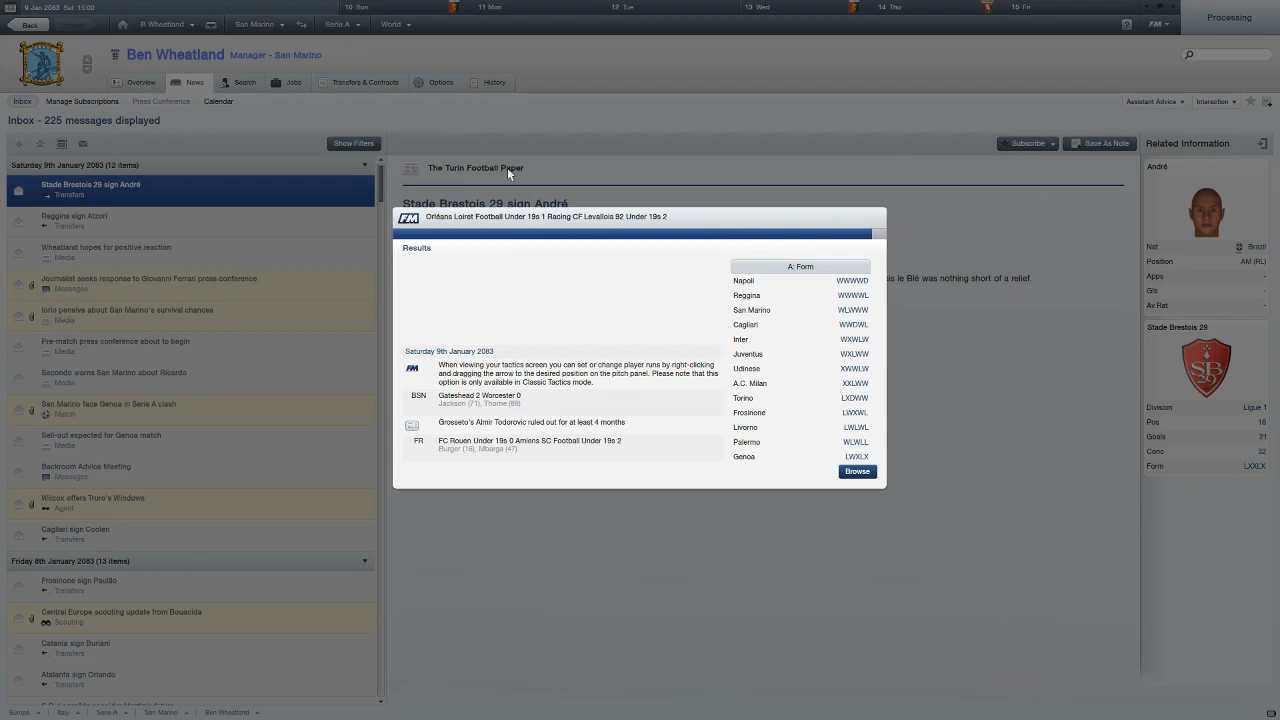 9 Jan 2083 Sat 15:00
10 Sun
11 Mon
12 Tue
13 Wed
14 Thu
15 Fri
Processing
Back
B Wheatland
San Marino
Serie A
World
FM
Ben Wheatland Manager - San Marino
Overview
News
Search
Jobs
Transfers & Contracts
Options
History
Inbox
Manage Subscriptions
Press Conference
Calendar
Assistant Advice
Interaction
Inbox - 225 messages displayed
Show Filters
Subscribe
Save As Note
Related Information
Saturday 9th January 2083 (12 items)
Stade Brestois 29 sign André
Transfers
Reggina sign Atzori
Transfers
Wheatland hopes for positive reaction
Media
Journalist seeks response to Giovanni Ferrari press conference
Messages
Iorio pensive about San Marino's survival chances
Media
Pre-match press conference about to begin
Media
Secondo warns San Marino about Ricardo
Media
San Marino face Genoa in Serie A clash
Match
Sell-out expected for Genoa match
Media
Backroom Advice Meeting
Messages
Wilcox offers Truro's Windows
Agent
Cagliari sign Coolen
Transfers
Friday 8th January 2083 (13 items)
Frosinone sign Paulão
Transfers
Central Europe scouting update from Bouacida
Scouting
Catania sign Buriani
Transfers
Atalanta sign Orlando
Transfers
The Turin Football Paper
Stade Brestois 29 sign André
is le Blé was nothing short of a relief.
FM
Orléans Loiret Football Under 19s 1 Racing CF Levallois 92 Under 19s 2
Results
Saturday 9th January 2083
FM
When viewing your tactics screen you can set or change player runs by right-clicking
and dragging the arrow to the desired position on the pitch panel. Please note that this
option is only available in Classic Tactics mode.
BSN Gateshead 2 Worcester 0
Jackson (71), Thorne (89)
Grosseto's Almir Todorovic ruled out for at least 4 months
FR FC Rouen Under 19s 0 Amiens SC Football Under 19s 2
Burger (16), Mbarga (47)
A: Form
Napoli WWWWD
Reggina WWWWL
San Marino WLWWW
Cagliari WWDWL
Inter WXWLW
Juventus WXLWW
Udinese XWWLW
A.C. Milan XXLWW
Torino LXDWW
Frosinone LWXWL
Livorno LWLWL
Palermo WLWLL
Genoa LWXLX
Browse
André
Nat Brazil
Position AM (RL)
Apps -
Gls -
Av Rat -
Stade Brestois 29
SB
29
Division Ligue 1
Pos 18
Goals 21
Conc 32
Form LXXLX
Europe
Italy
Serie A
San Marino
Ben Wheatland